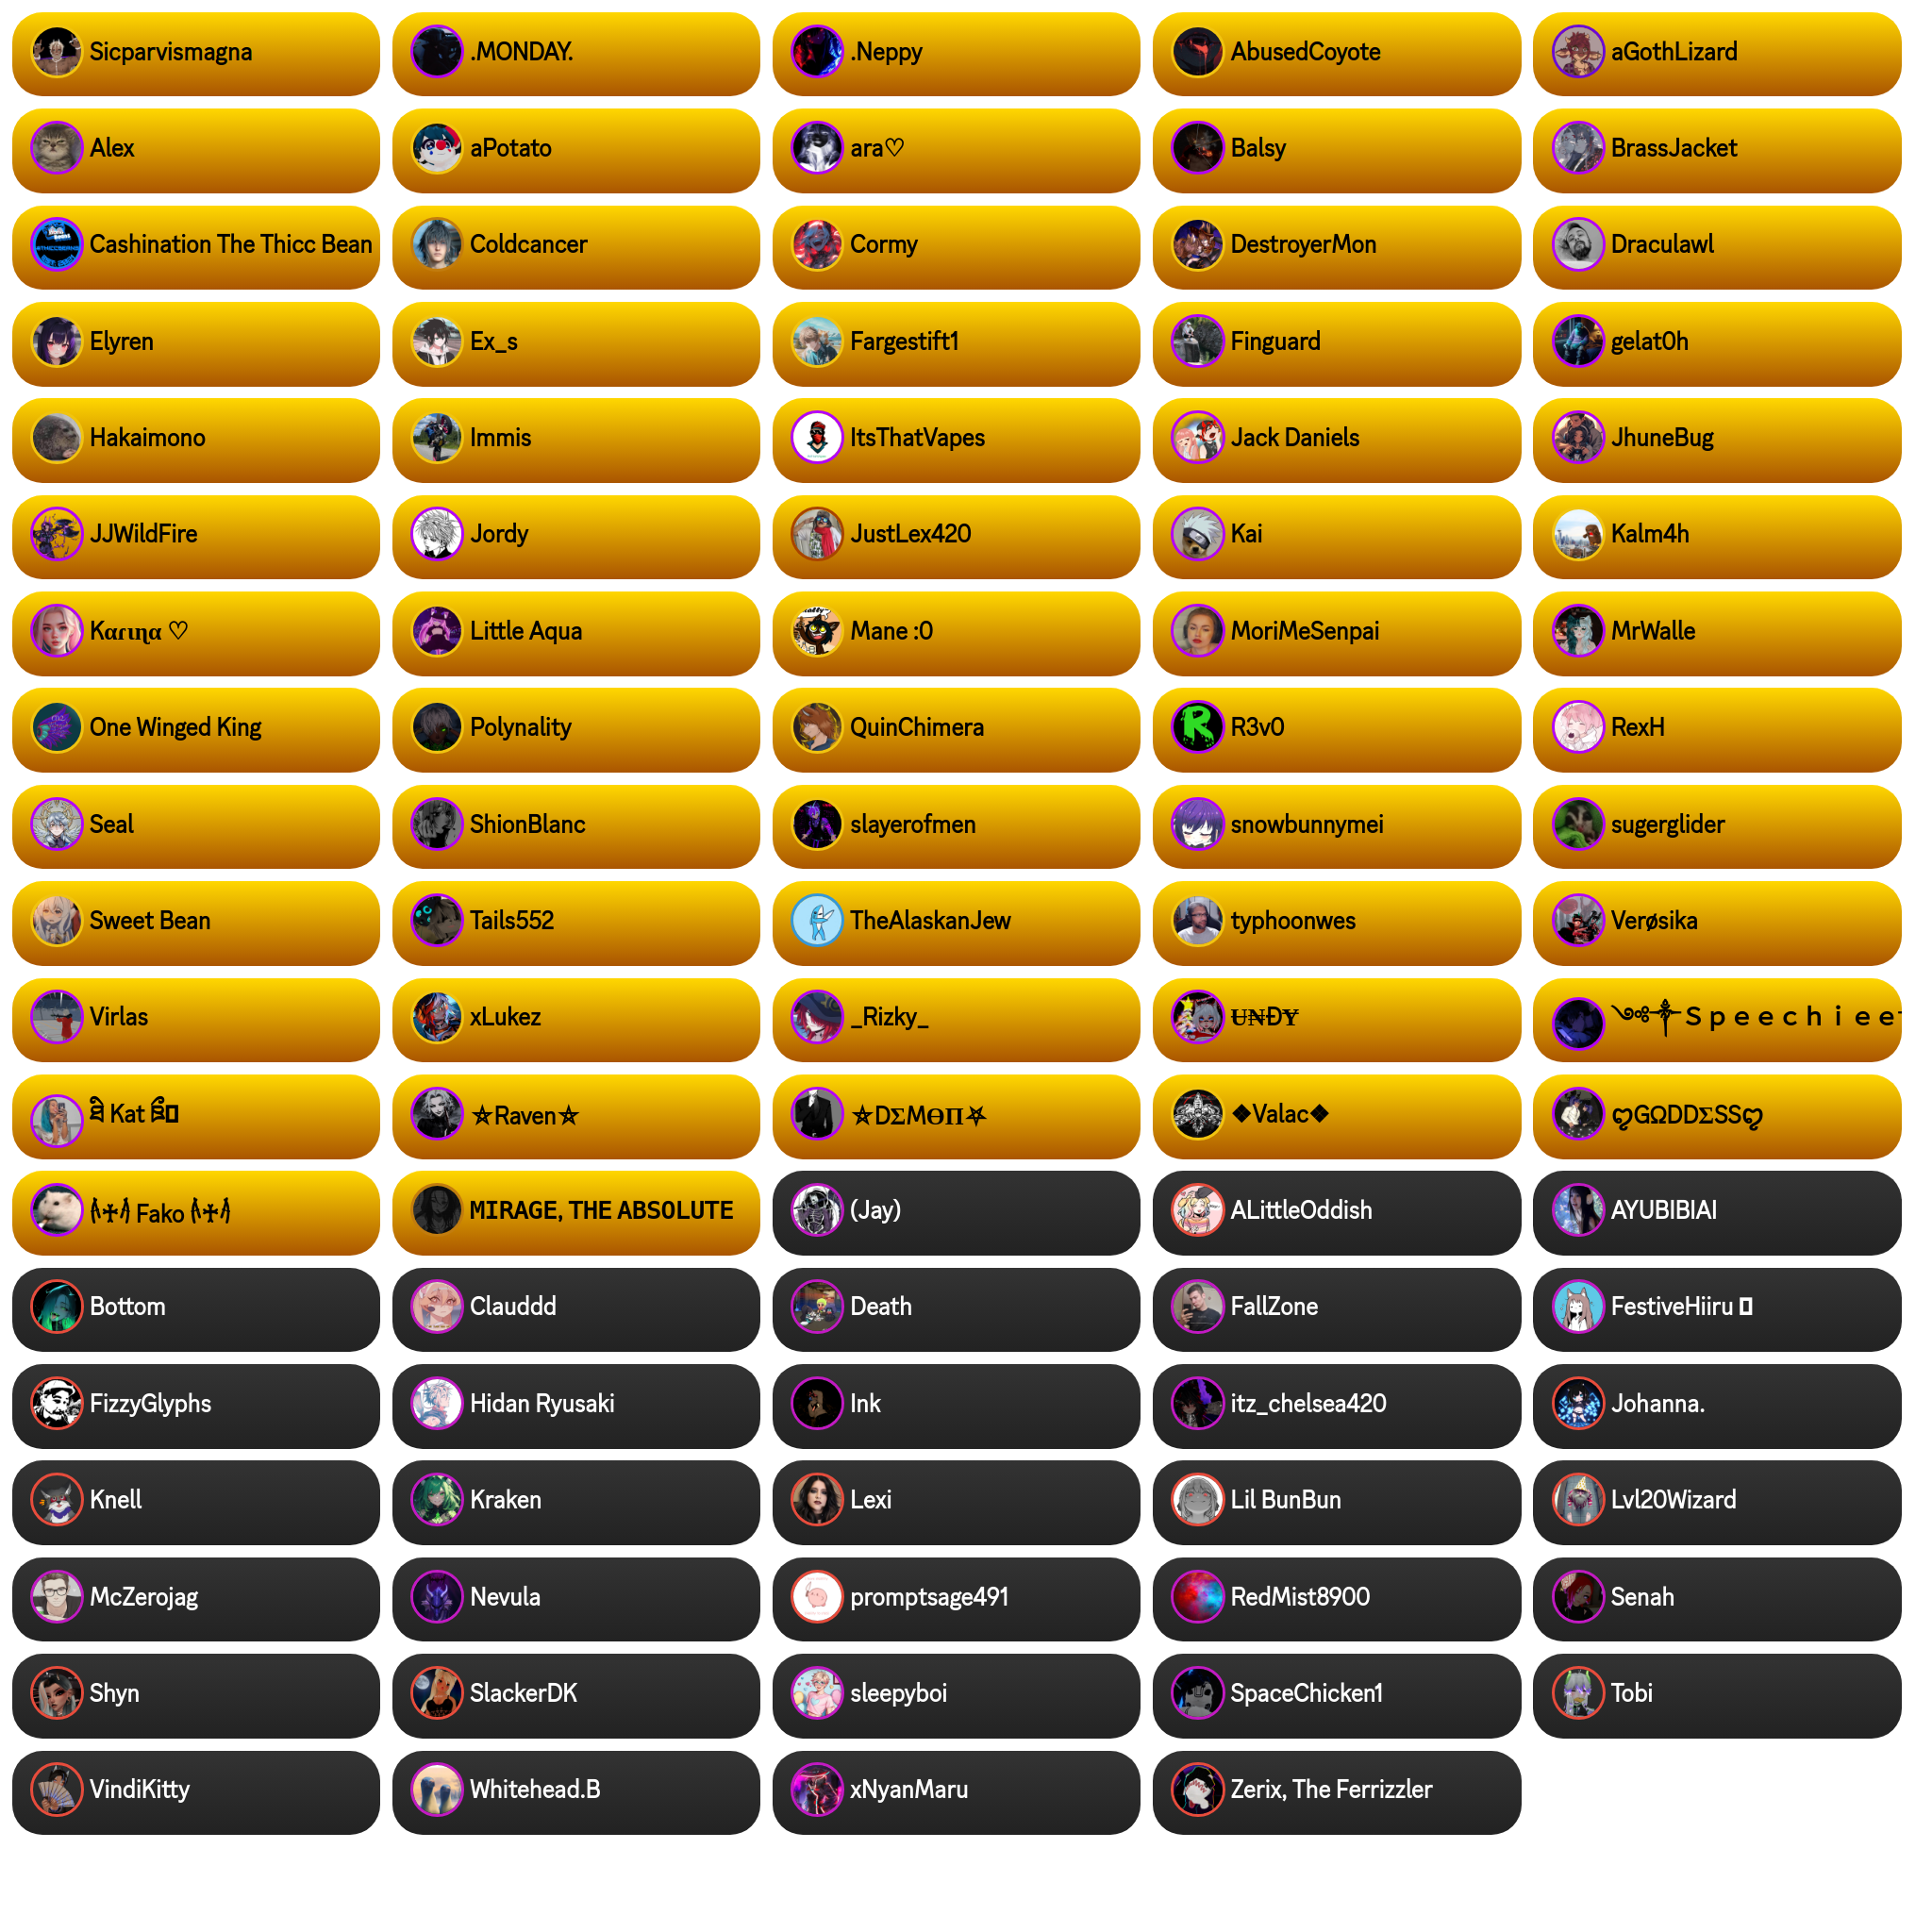 Sicparvismagna
.MONDAY.
.Neppy
AbusedCoyote
aGothLizard
Alex
aPotato
ara♡
Balsy
BrassJacket
Cashination The Thicc Bean
Coldcancer
Cormy
DestroyerMon
Draculawl
Elyren
Ex_s
Fargestift1
Finguard
gelat0h
Hakaimono
Immis
ItsThatVapes
Jack Daniels
JhuneBug
JJWildFire
Jordy
JustLex420
Kai
Kalm4h
Kαɾιɳα ♡
Little Aqua
Mane :0
MoriMeSenpai
MrWalle
One Winged King
Polynality
QuinChimera
R3v0
RexH
Seal
ShionBlanc
slayerofmen
snowbunnymei
sugerglider
Sweet Bean
Tails552
TheAlaskanJew
typhoonwes
Verøsika
Virlas
xLukez
_Rizky_
U̶₦ĐɎ
༺༒Ｓｐｅｅｃｈｉｅｅ
Kat
⛤Raven⛤
⛤DΣMӨΠ⛧
❖Valac❖
ღGΩDDΣSSღ
Fako
MIRAGE, THE ABSOLUTE
(Jay)
ALittleOddish
AYUBIBIAI
Bottom
Clauddd
Death
FallZone
FestiveHiiru
FizzyGlyphs
Hidan Ryusaki
Ink
itz_chelsea420
Johanna.
Knell
Kraken
Lexi
Lil BunBun
Lvl20Wizard
McZerojag
Nevula
promptsage491
RedMist8900
Senah
Shyn
SlackerDK
sleepyboi
SpaceChicken1
Tobi
VindiKitty
Whitehead.B
xNyanMaru
Zerix, The Ferrizzler